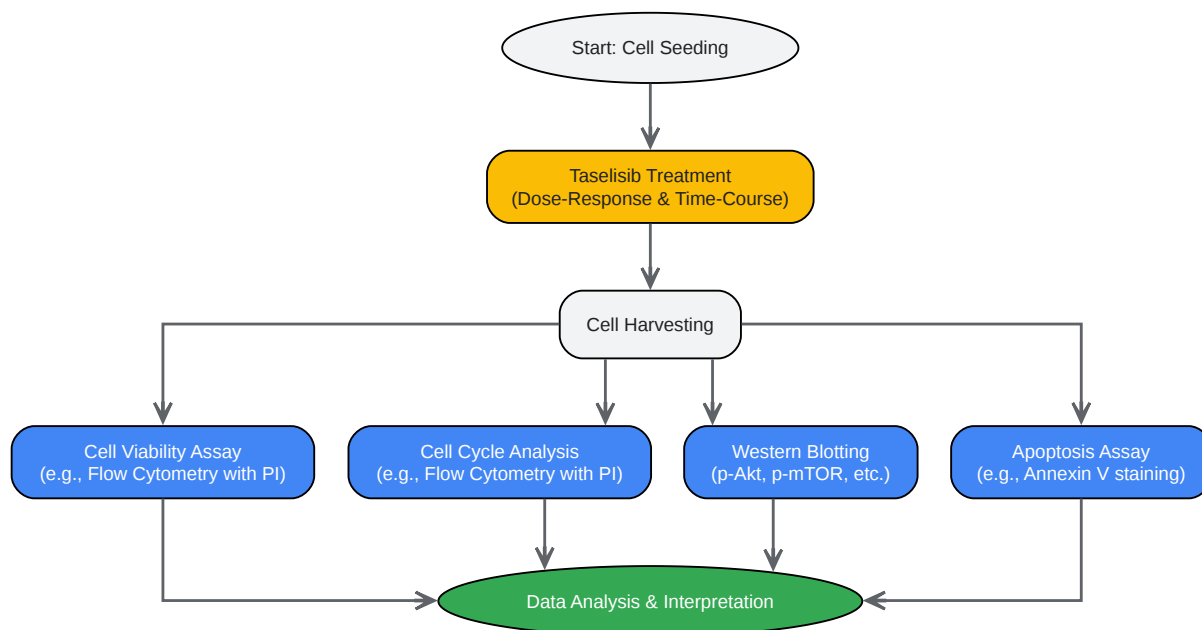 Start: Cell Seeding
Taselisib Treatment
(Dose-Response & Time-Course)
Cell Harvesting
Cell Viability Assay
(e.g., Flow Cytometry with PI)
Cell Cycle Analysis
(e.g., Flow Cytometry with PI)
Western Blotting
(p-Akt, p-mTOR, etc.)
Apoptosis Assay
(e.g., Annexin V staining)
Data Analysis & Interpretation